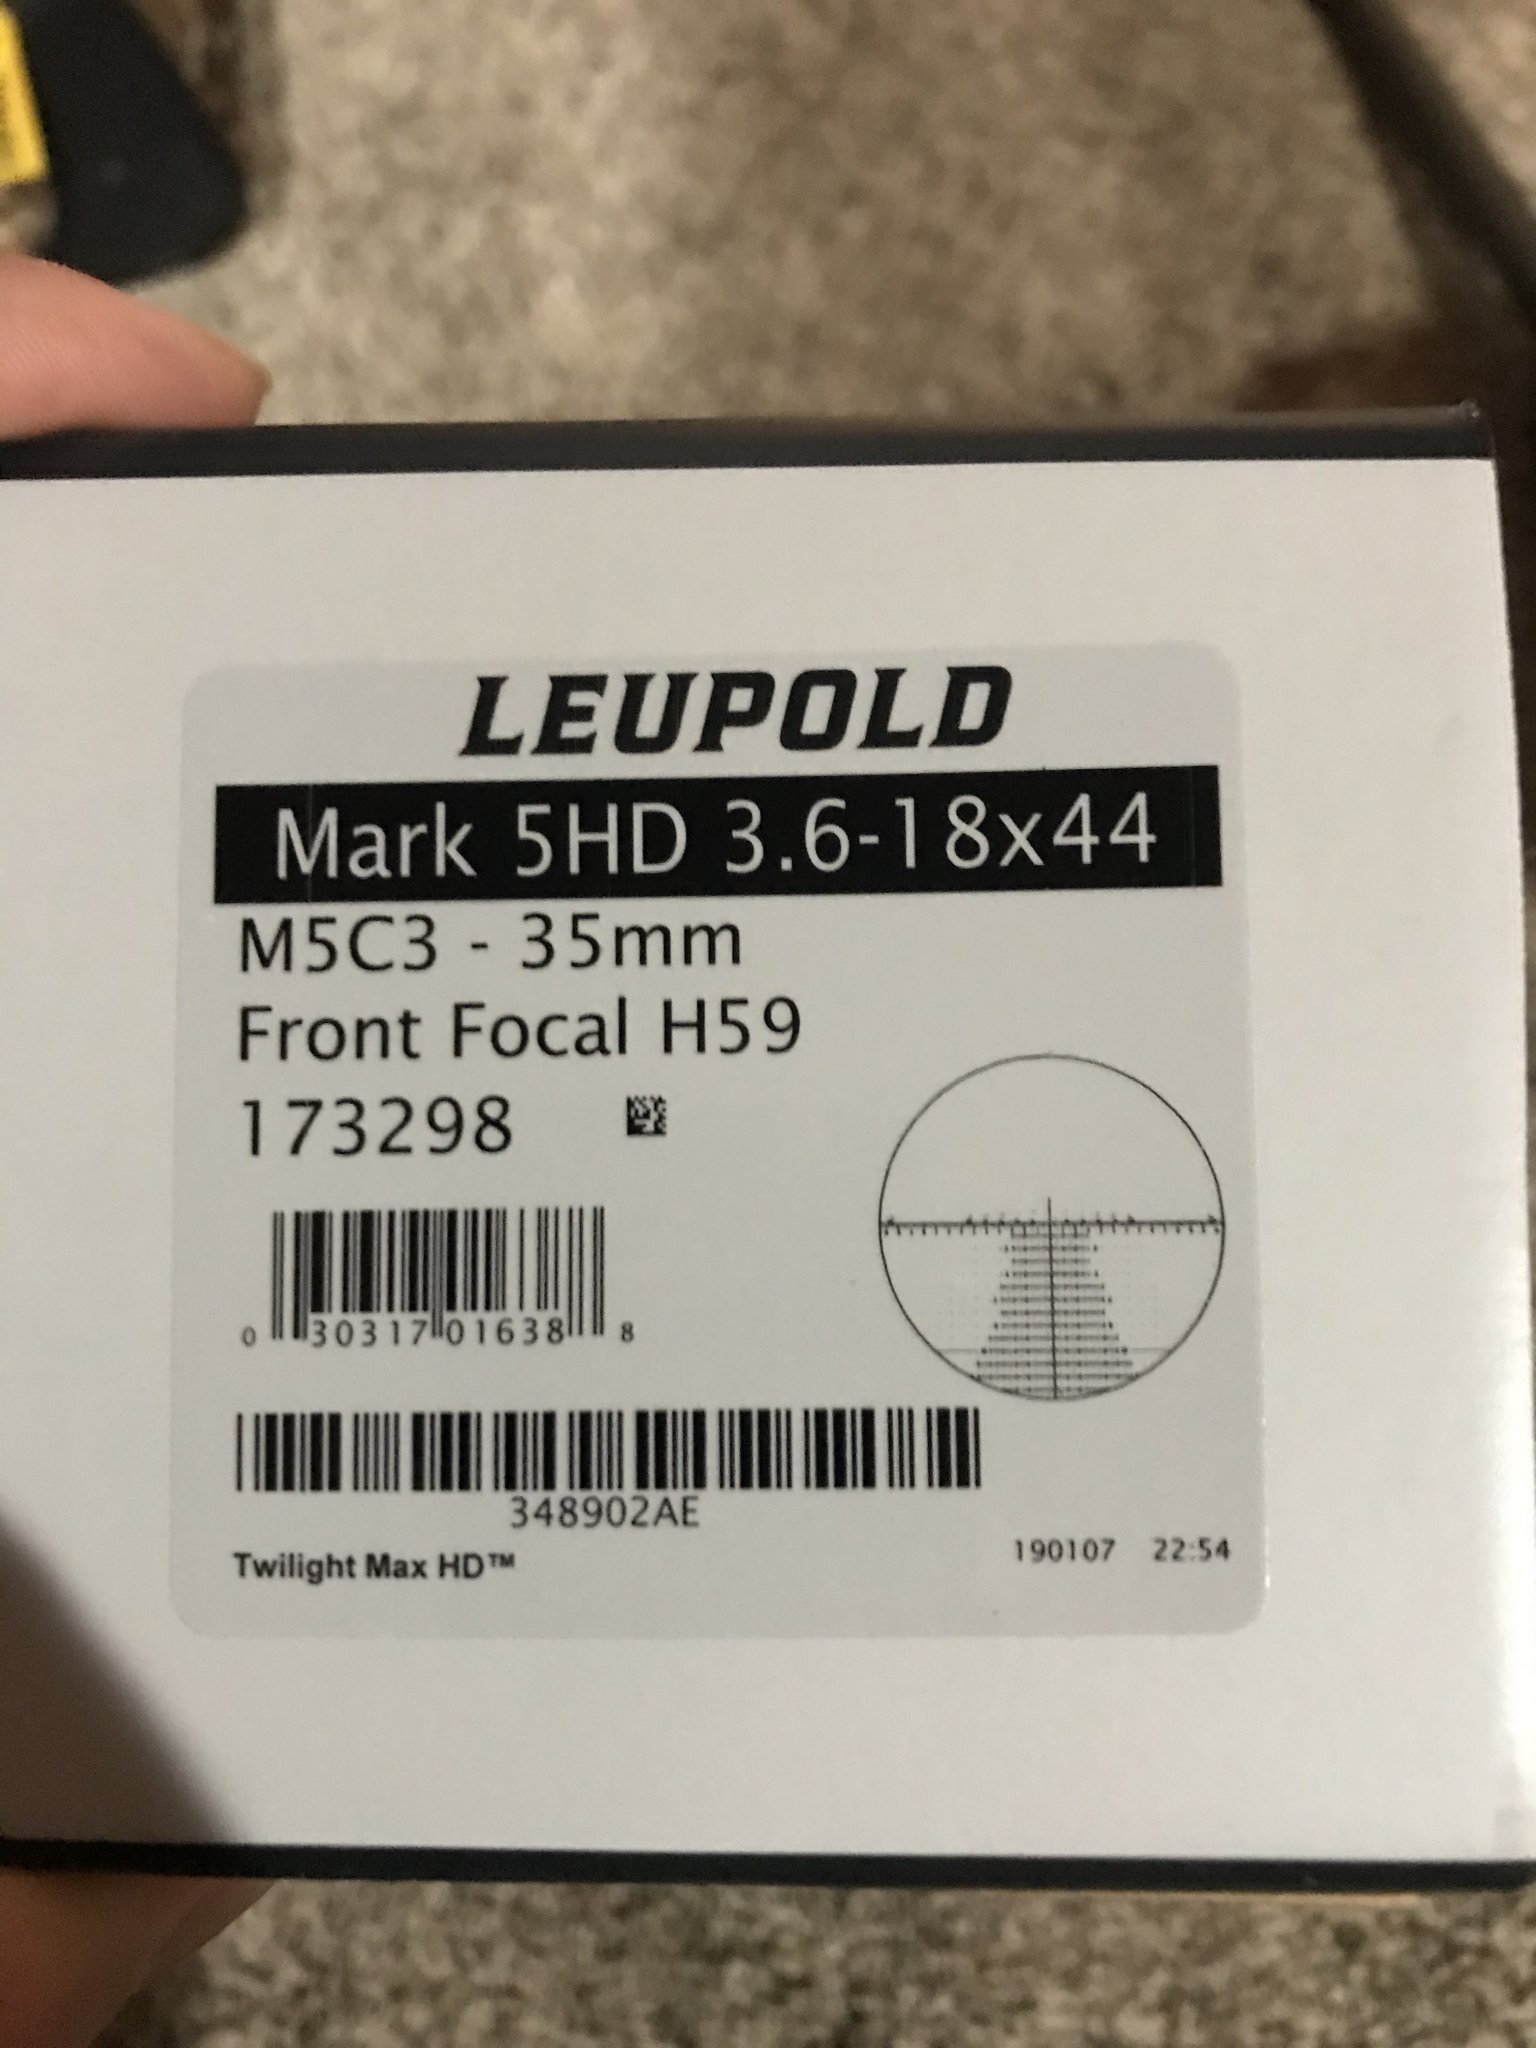 LEUPOLD
Mark 5HD 3.6-18x44
M5C3 - 35mm
Front Focal H59
173298
0 30317 01638 8
348902AE
Twilight Max HD™
190107 22:54